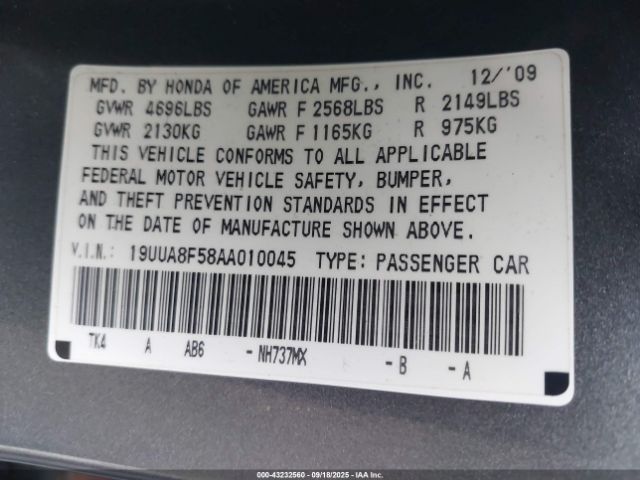 MFD. BY HONDA OF AMERICA MFG., INC. 12/'09
GVWR 4696LBS GAWR F 2568LBS R 2149LBS
GVWR 2130KG GAWR F 1165KG R 975KG
THIS VEHICLE CONFORMS TO ALL APPLICABLE
FEDERAL MOTOR VEHICLE SAFETY, BUMPER,
AND THEFT PREVENTION STANDARDS IN EFFECT
ON THE DATE OF MANUFACTURE SHOWN ABOVE.
V.I.N.: 19UUA8F58AA010045 TYPE: PASSENGER CAR
TK4 A AB6 - NH737MX - B - A
000-43232560 - 09/18/2025 - IAA Inc.